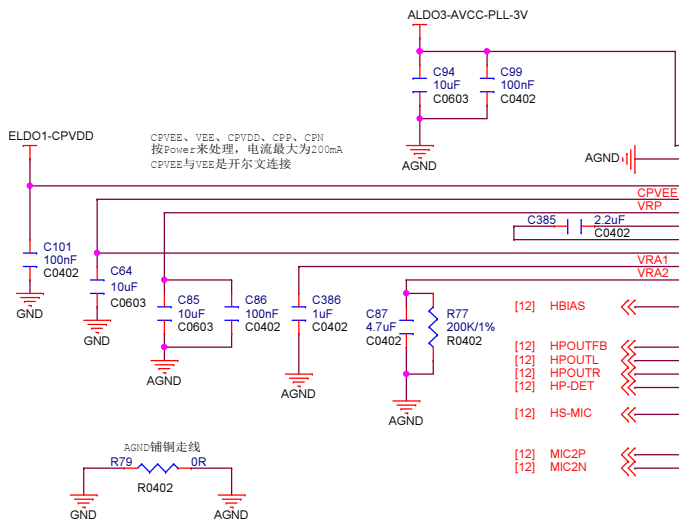 ALDO3-AVCC-PLL-3V
C94
10uF
C0603
C99
100nF
C0402
AGND
AGND
ELDO1-CPVDD
CPVEE、VEE、CPVDD、CPP、CPN
按Power来处理，电流最大为200mA
CPVEE与VEE是开尔文连接
CPVEE
VRP
C385
2.2uF
C0402
C101
100nF
C0402
GND
C64
10uF
C0603
GND
VRA1
VRA2
C85
10uF
C0603
AGND
C86
100nF
C0402
C386
1uF
C0402
AGND
C87
4.7uF
C0402
R77
200K/1%
R0402
AGND
[12] HBIAS
[12] HPOUTFB
[12] HPOUTL
[12] HPOUTR
[12] HP-DET
[12] HS-MIC
[12] MIC2P
[12] MIC2N
AGND铺铜走线
R79 0R
R0402
GND
AGND